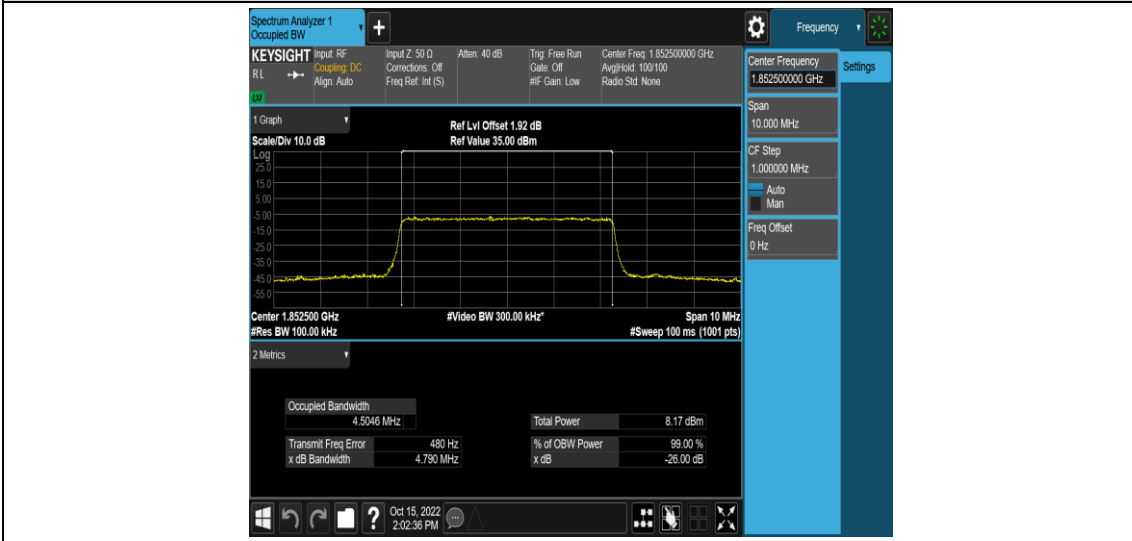 Spectrum Analyzer 1
Occupied BW
Frequency
KEYSIGHT
RL
LW
Input: RF
Coupling: DC
Align: Auto
Input Z: 50 Ω
Corrections: Off
Freq Ref: Int (S)
Atten: 40 dB
Trig: Free Run
Gate: Off
#IF Gain: Low
Center Freq: 1.852500000 GHz
Avg|Hold: 100/100
Radio Std: None
Center Frequency
1.852500000 GHz
Settings
Span
10.000 MHz
CF Step
1.000000 MHz
Auto
Man
Freq Offset
0 Hz
1 Graph
Scale/Div 10.0 dB
Ref Lvl Offset 1.92 dB
Ref Value 35.00 dBm
Log
25.0
15.0
5.00
-5.00
-15.0
-25.0
-35.0
-45.0
-55.0
Center 1.852500 GHz
#Video BW 300.00 kHz*
Span 10 MHz
#Res BW 100.00 kHz
#Sweep 100 ms (1001 pts)
2 Metrics
Occupied Bandwidth
4.5046 MHz
Total Power 8.17 dBm
Transmit Freq Error 480 Hz
% of OBW Power 99.00 %
x dB Bandwidth 4.790 MHz
x dB -26.00 dB
?
Oct 15, 2022
2:02:36 PM